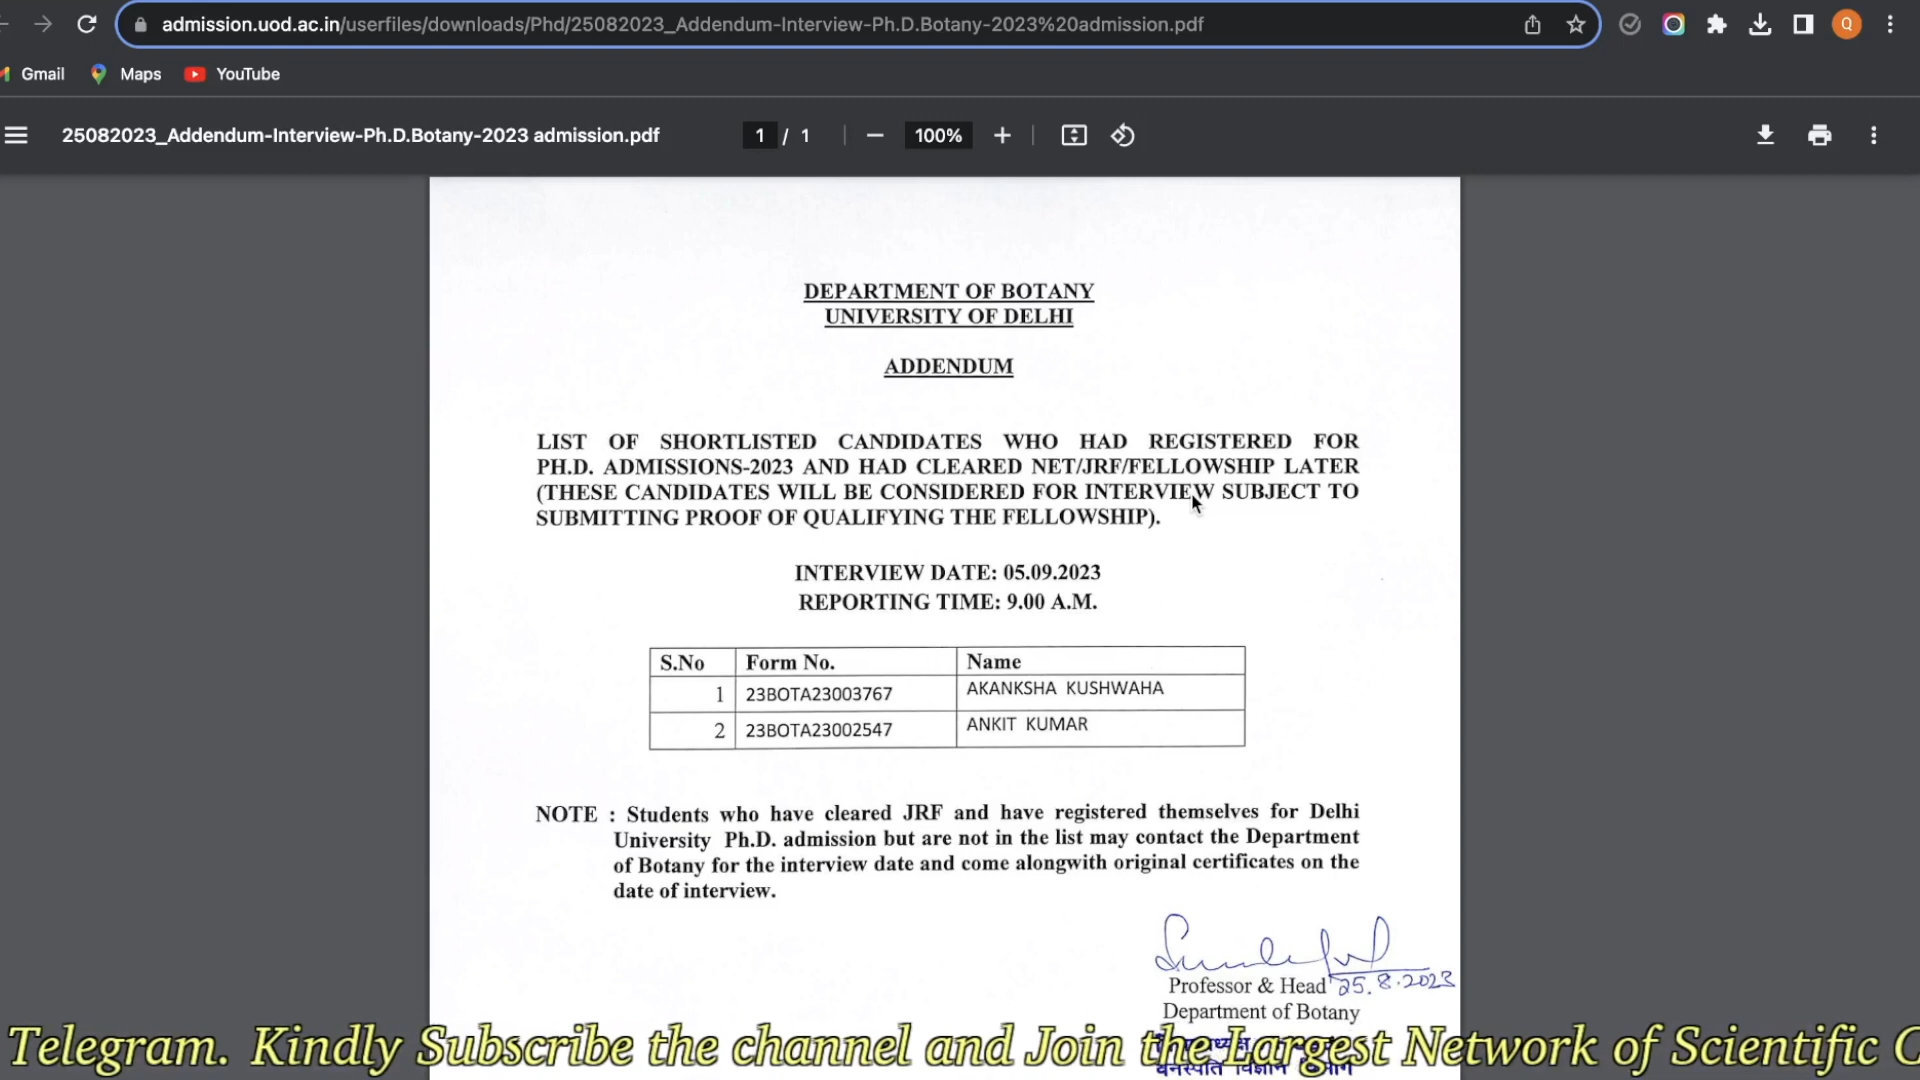 admission.uod.ac.in/userfiles/downloads/Phd/25082023_Addendum-Interview-Ph.D.Botany-2023%20admission.pdf
Q
Gmail Maps YouTube
25082023_Addendum-Interview-Ph.D.Botany-2023 admission.pdf 1 / 1 100%
DEPARTMENT OF BOTANY
UNIVERSITY OF DELHI
ADDENDUM
LIST OF SHORTLISTED CANDIDATES WHO HAD REGISTERED FOR
PH.D. ADMISSIONS-2023 AND HAD CLEARED NET/JRF/FELLOWSHIP LATER
(THESE CANDIDATES WILL BE CONSIDERED FOR INTERVIEW SUBJECT TO
SUBMITTING PROOF OF QUALIFYING THE FELLOWSHIP).
INTERVIEW DATE: 05.09.2023
REPORTING TIME: 9.00 A.M.
S.No Form No. Name
1 23BOTA23003767 AKANKSHA KUSHWAHA
2 23BOTA23002547 ANKIT KUMAR
NOTE : Students who have cleared JRF and have registered themselves for Delhi
University Ph.D. admission but are not in the list may contact the Department
of Botany for the interview date and come alongwith original certificates on the
date of interview.
Professor & Head 25.8.2023
Department of Botany
Telegram. Kindly Subscribe the channel and Join the Largest Network of Scientific
वनस्पति विज्ञान विभाग